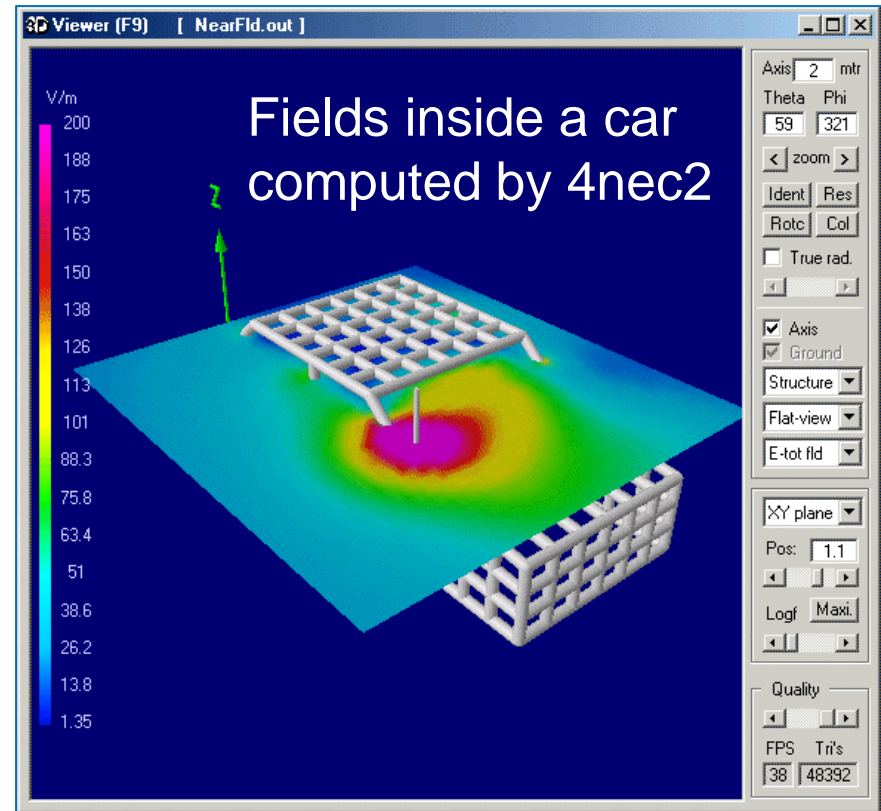 3D Viewer (F9) [ NearFld.out ]
V/m
200
188
175
163
150
138
126
113
101
88.3
75.8
63.4
51
38.6
26.2
13.8
1.35
Z
Fields inside a car
computed by 4nec2
Axis 2 mtr
Theta Phi
59 321
< zoom >
Ident Res
Rotc Col
True rad.
Axis
Ground
Structure
Flat-view
E-tot fld
XY plane
Pos: 1.1
Logf Maxi.
Quality
FPS Tri's
38 48392